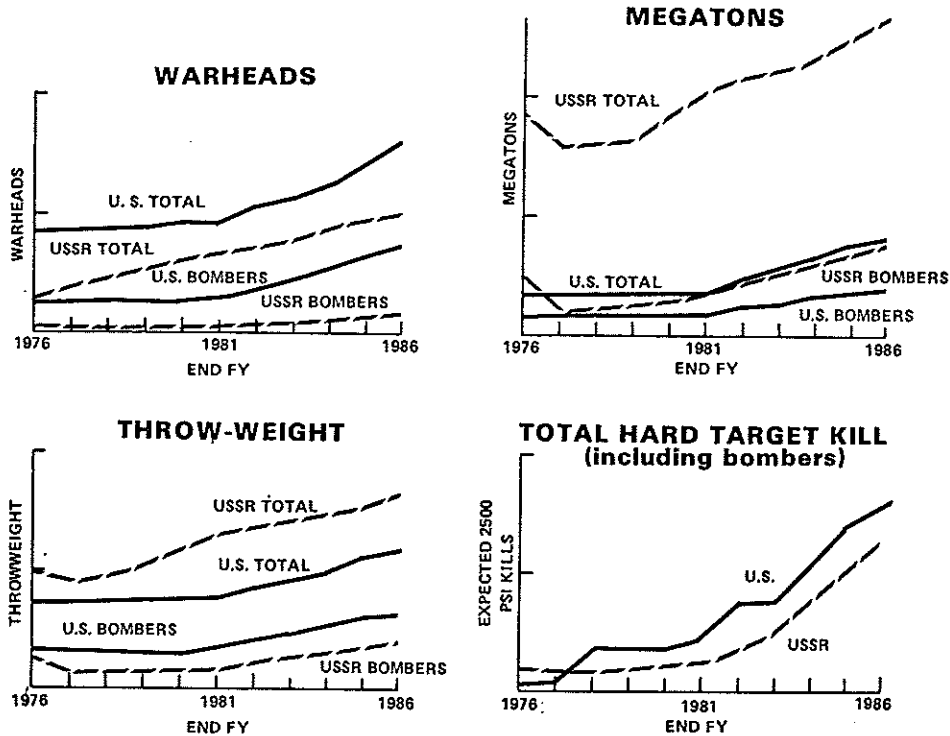 WARHEADS
WARHEADS
U. S. TOTAL
USSR TOTAL
U.S. BOMBERS
USSR BOMBERS
1976
1981
1986
END FY
MEGATONS
MEGATONS
USSR TOTAL
U.S. TOTAL
USSR BOMBERS
U.S. BOMBERS
1976
1981
1986
END FY
THROW-WEIGHT
THROWWEIGHT
USSR TOTAL
U.S. TOTAL
U.S. BOMBERS
USSR BOMBERS
1976
1981
1986
END FY
TOTAL HARD TARGET KILL
(including bombers)
EXPECTED 2500
PSI KILLS
U.S.
USSR
1976
1981
1986
END FY